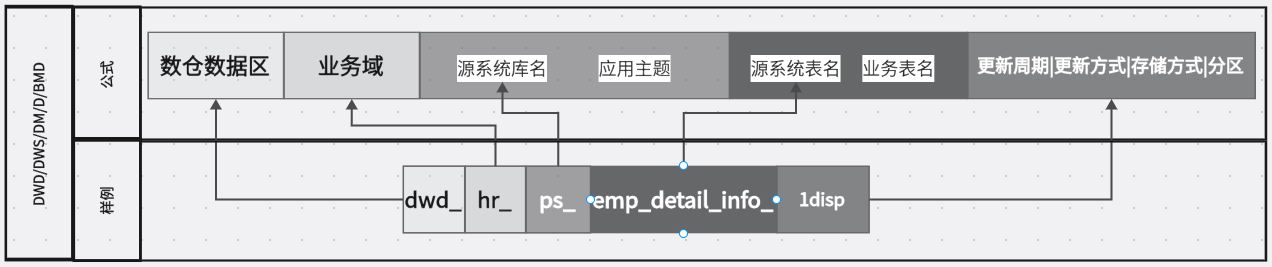 DWD/DWS/DM/D/BMD
公式
数仓数据区 业务域 源系统库名 应用主题 源系统表名 业务表名 更新周期|更新方式|存储方式|分区
样例
dwd_ hr_ ps_ emp_detail_info_ 1disp